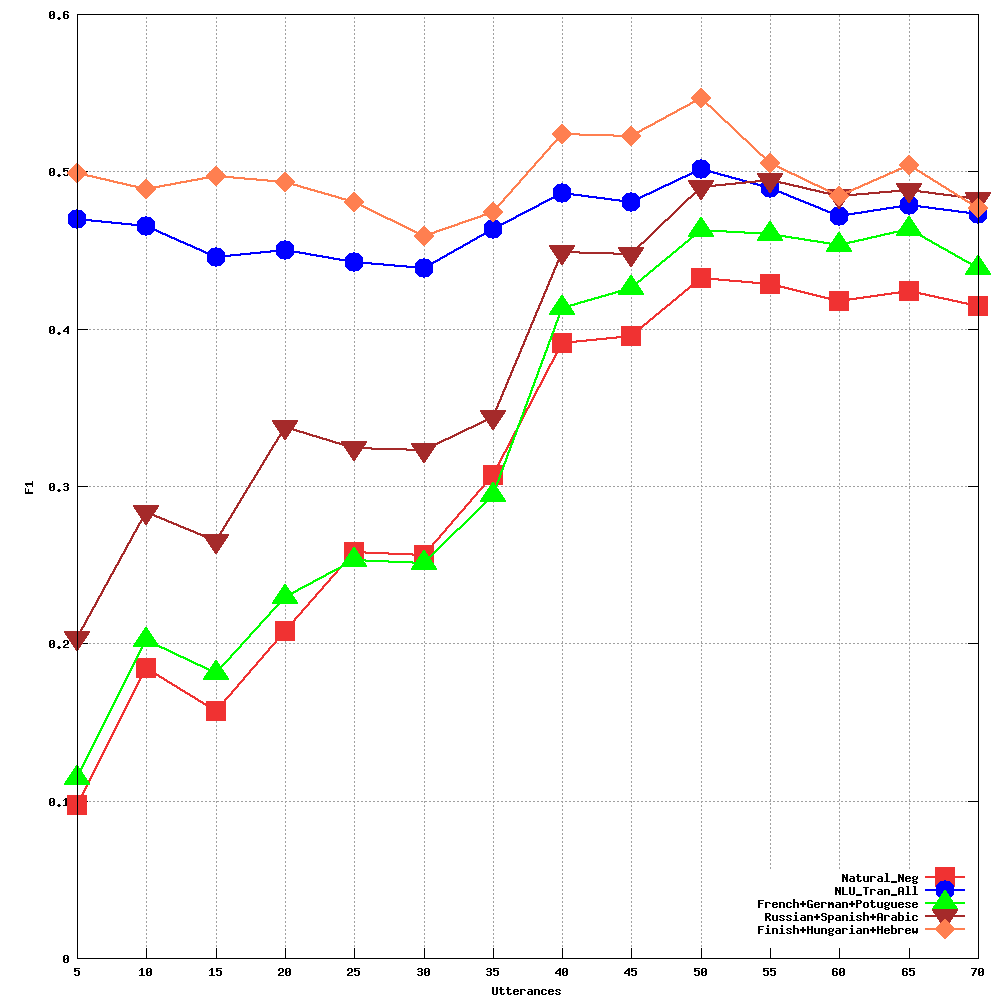 0.6
0.5
0.4
0.3
0.2
0.1
0
F1
5 10 15 20 25 30 35 40 45 50 55 60 65 70
Utterances
Natural_Neg
NLU_Tran_All
French+German+Potuguese
Russian+Spanish+Arabic
Finish+Hungarian+Hebrew